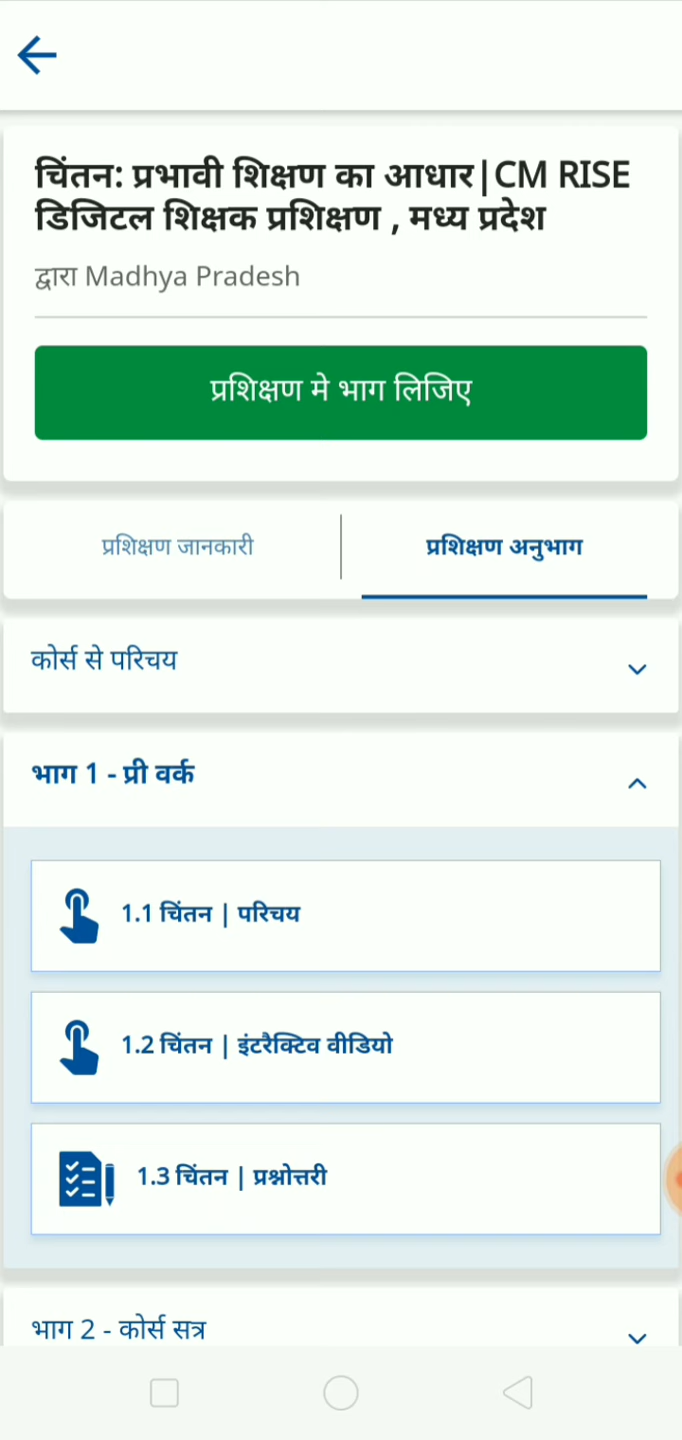 चिंतन: प्रभावी शिक्षण का आधार|CM RISE
डिजिटल शिक्षक प्रशिक्षण , मध्य प्रदेश
द्वारा Madhya Pradesh
प्रशिक्षण मे भाग लिजिए
प्रशिक्षण जानकारी
प्रशिक्षण अनुभाग
कोर्स से परिचय
भाग 1 - प्री वर्क
1.1 चिंतन | परिचय
1.2 चिंतन | इंटरैक्टिव वीडियो
1.3 चिंतन | प्रश्नोत्तरी
भाग 2 - कोर्स सत्र